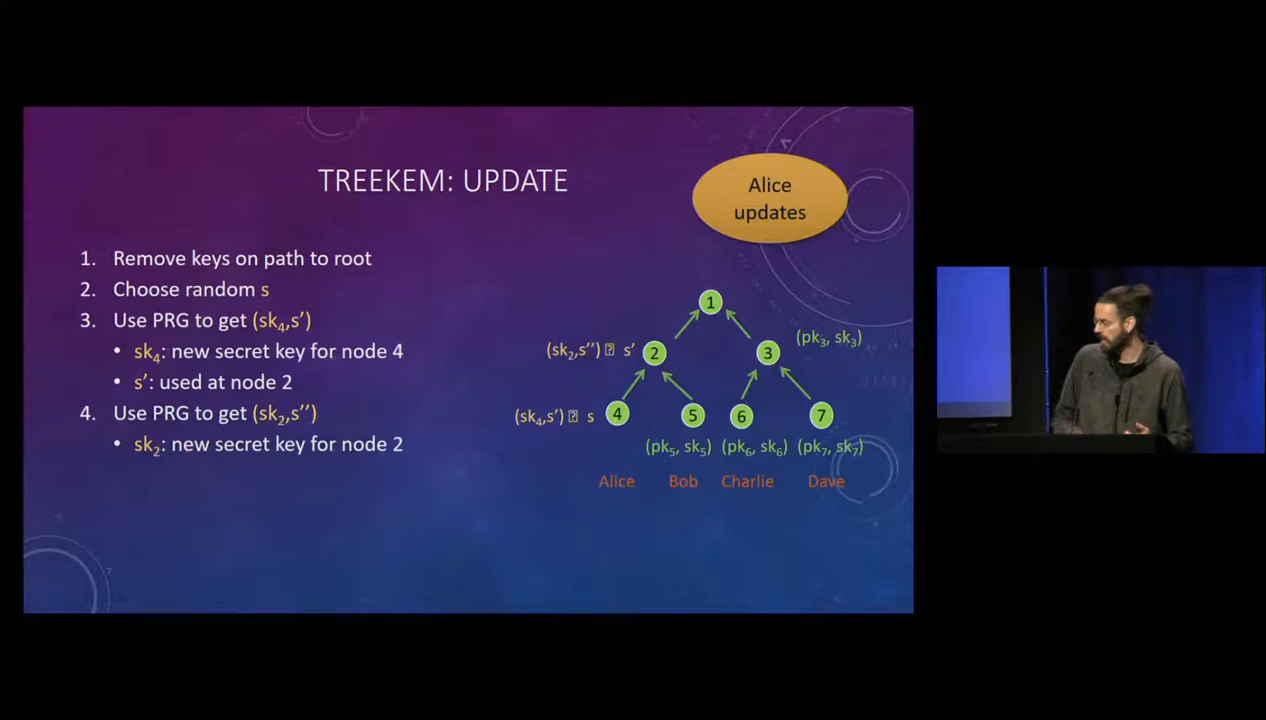 TREEKEM: UPDATE
Alice
updates
1. Remove keys on path to root
2. Choose random s
3. Use PRG to get (sk₄,s’)
• sk₄: new secret key for node 4
• s’: used at node 2
4. Use PRG to get (sk₂,s’’)
• sk₂: new secret key for node 2
1
(pk₃, sk₃)
(sk₂,s’’) ⍰ s’ 2 3
(sk₄,s’) ⍰ s 4 5 6 7
(pk₅, sk₅) (pk₆, sk₆) (pk₇, sk₇)
Alice Bob Charlie Dave